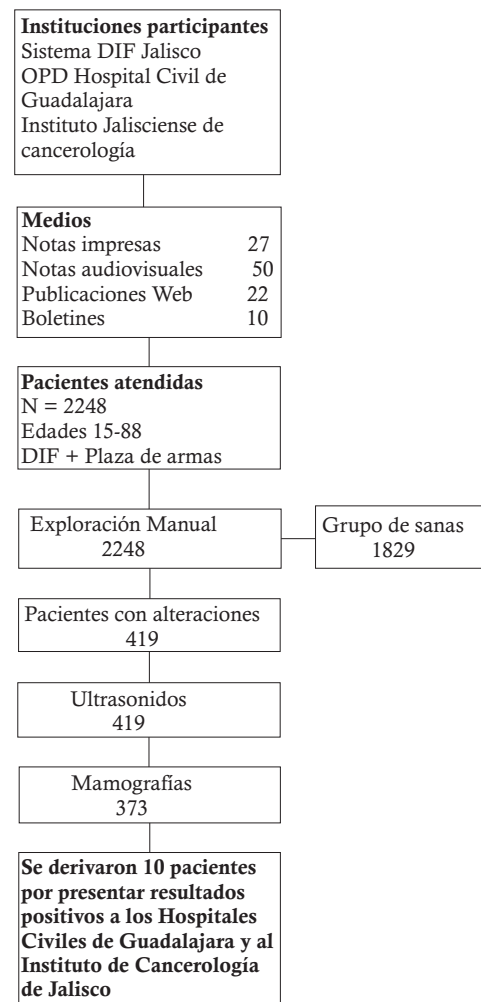 Instituciones participantes
Sistema DIF Jalisco
OPD Hospital Civil de
Guadalajara
Instituto Jalisciense de
cancerología
Medios
Notas impresas 27
Notas audiovisuales 50
Publicaciones Web 22
Boletines 10
Pacientes atendidas
N = 2248
Edades 15-88
DIF + Plaza de armas
Exploración Manual
2248
Grupo de sanas
1829
Pacientes con alteraciones
419
Ultrasonidos
419
Mamografías
373
Se derivaron 10 pacientes
por presentar resultados
positivos a los Hospitales
Civiles de Guadalajara y al
Instituto de Cancerología
de Jalisco